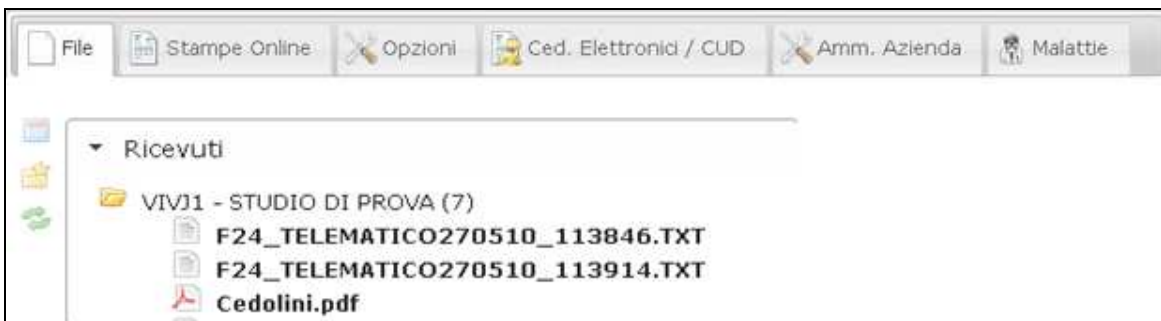 File Stampe Online Opzioni Ced. Elettronici / CUD Amm. Azienda Malattie
Ricevuti
VIVJ1 - STUDIO DI PROVA (7)
F24_TELEMATICO270510_113846.TXT
F24_TELEMATICO270510_113914.TXT
Cedolini.pdf